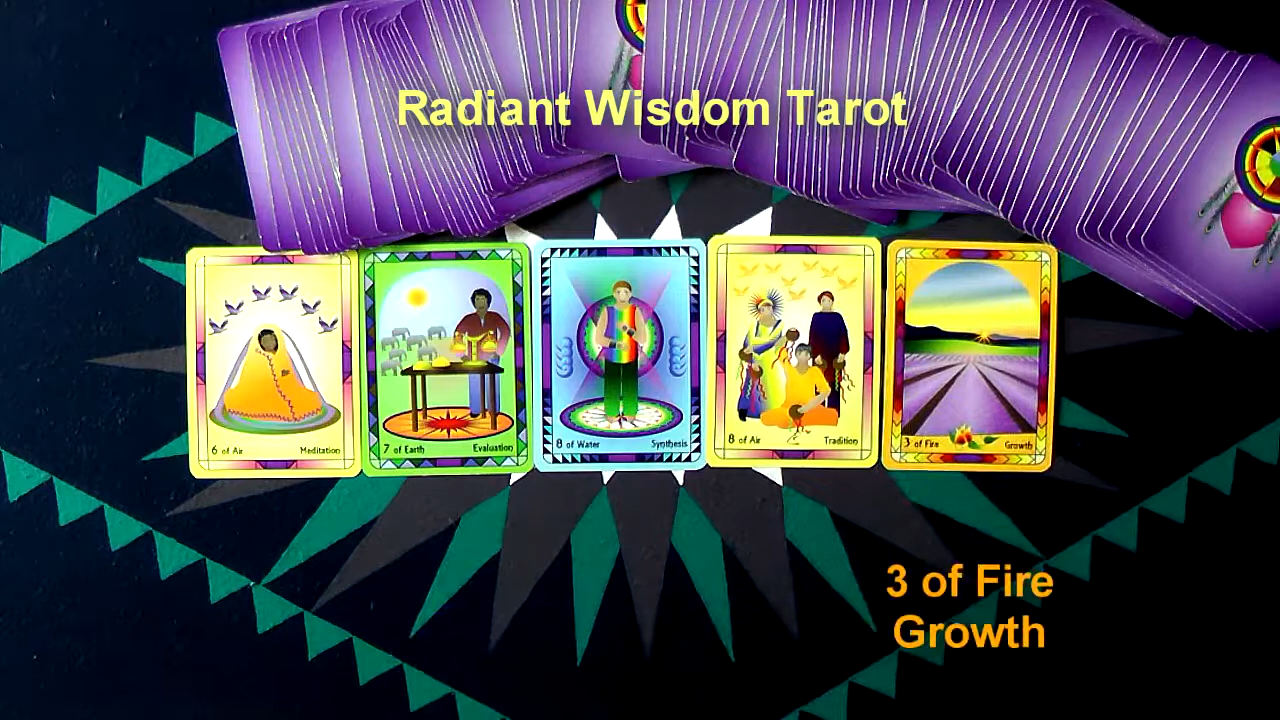 Radiant Wisdom Tarot
6 of Air Meditation
7 of Earth Evaluation
8 of Water Synthesis
8 of Air Tradition
3 of Fire Growth
3 of Fire
Growth